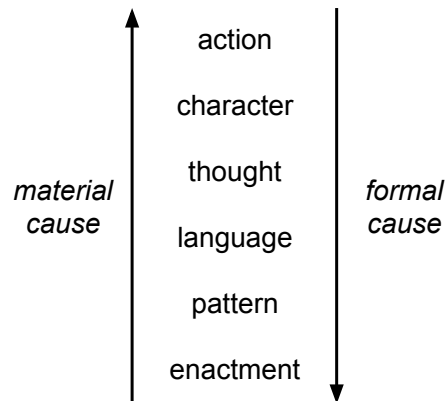 action
character
thought
material
cause
formal
cause
language
pattern
enactment